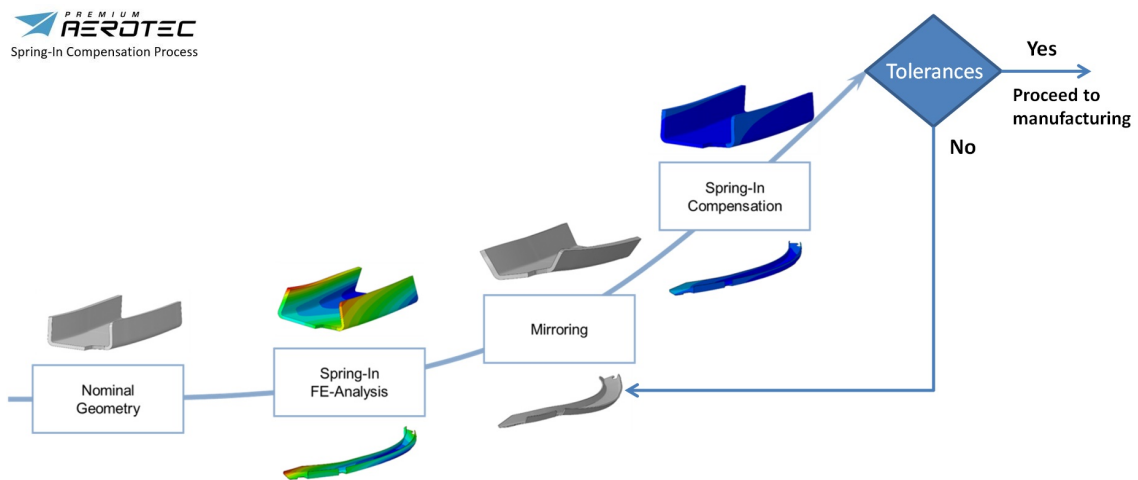 PREMIUM
AEROTEC
Spring-In Compensation Process
Nominal
Geometry
Spring-In
FE-Analysis
Mirroring
Spring-In
Compensation
Tolerances
Yes
Proceed to
manufacturing
No